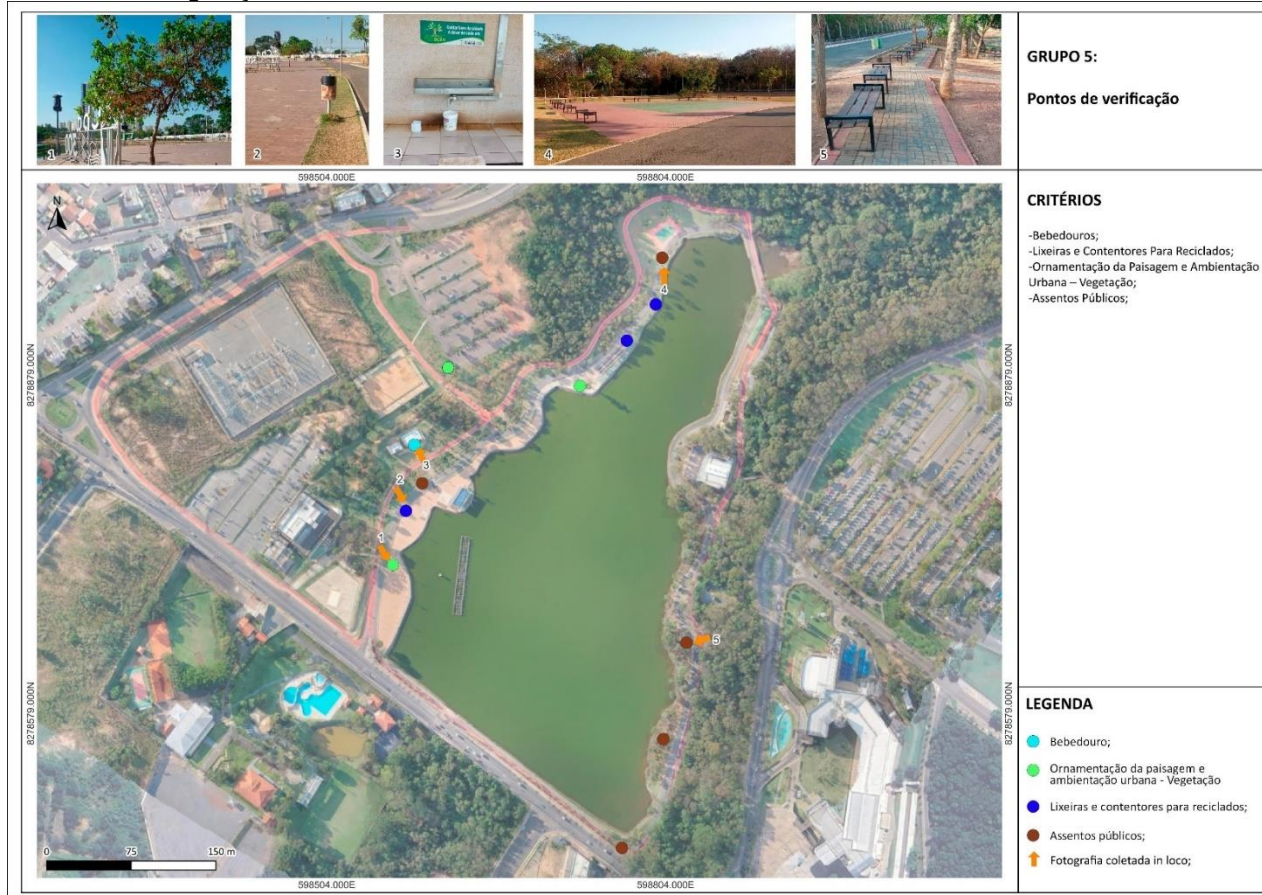 1
2
3
4
5
GRUPO 5:
Pontos de verificação
598504.000E
598804.000E
N
8278879.000N
8278879.000N
8278579.000N
8278579.000N
4
3
2
1
5
0 75 150 m
598504.000E
598804.000E
CRITÉRIOS
-Bebedouros;
-Lixeiras e Contentores Para Reciclados;
-Ornamentação da Paisagem e Ambientação
Urbana – Vegetação;
-Assentos Públicos;
LEGENDA
Bebedouro;
Ornamentação da paisagem e
ambientação urbana - Vegetação
Lixeiras e contentores para reciclados;
Assentos públicos;
Fotografia coletada in loco;